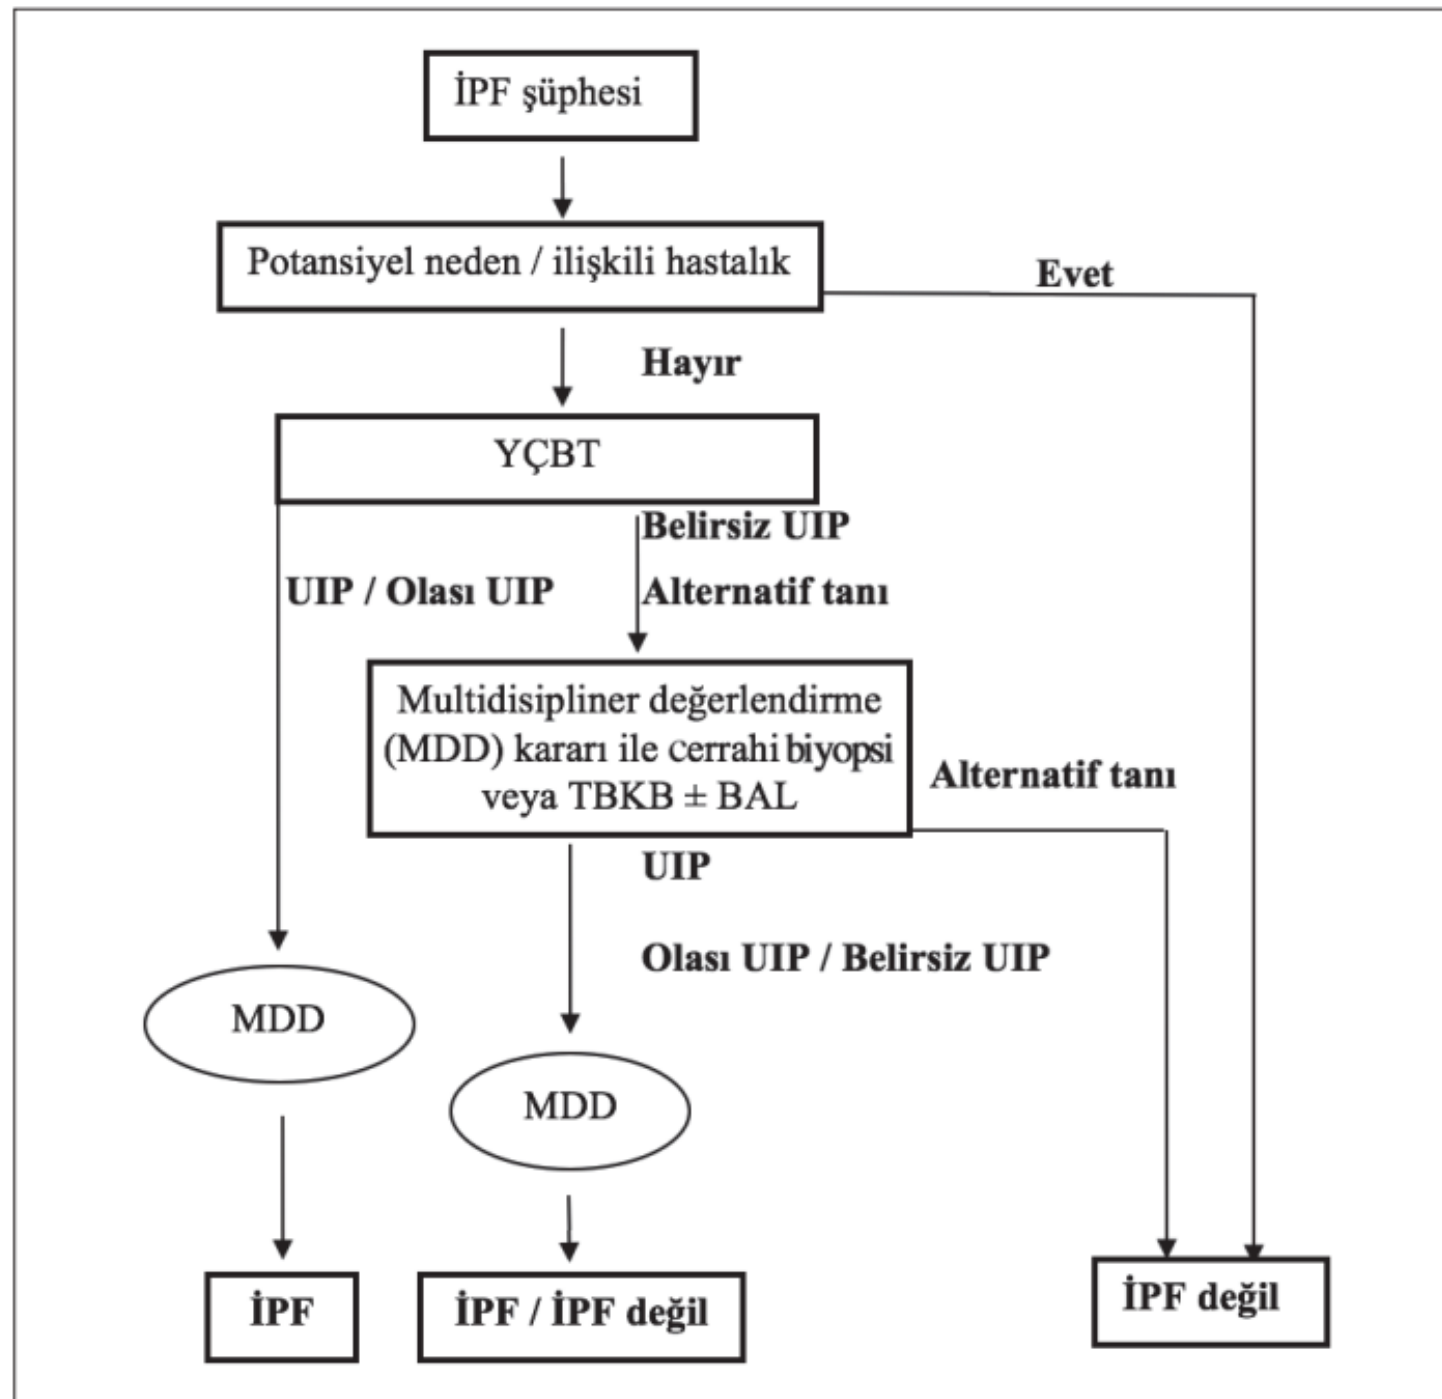 İPF şüphesi
Potansiyel neden / ilişkili hastalık
Evet
Hayır
YÇBT
Belirsiz UIP
UIP / Olası UIP
Alternatif tanı
Multidisipliner değerlendirme
(MDD) kararı ile cerrahi biyopsi
veya TBKB ± BAL
Alternatif tanı
UIP
Olası UIP / Belirsiz UIP
MDD
MDD
İPF
İPF / İPF değil
İPF değil